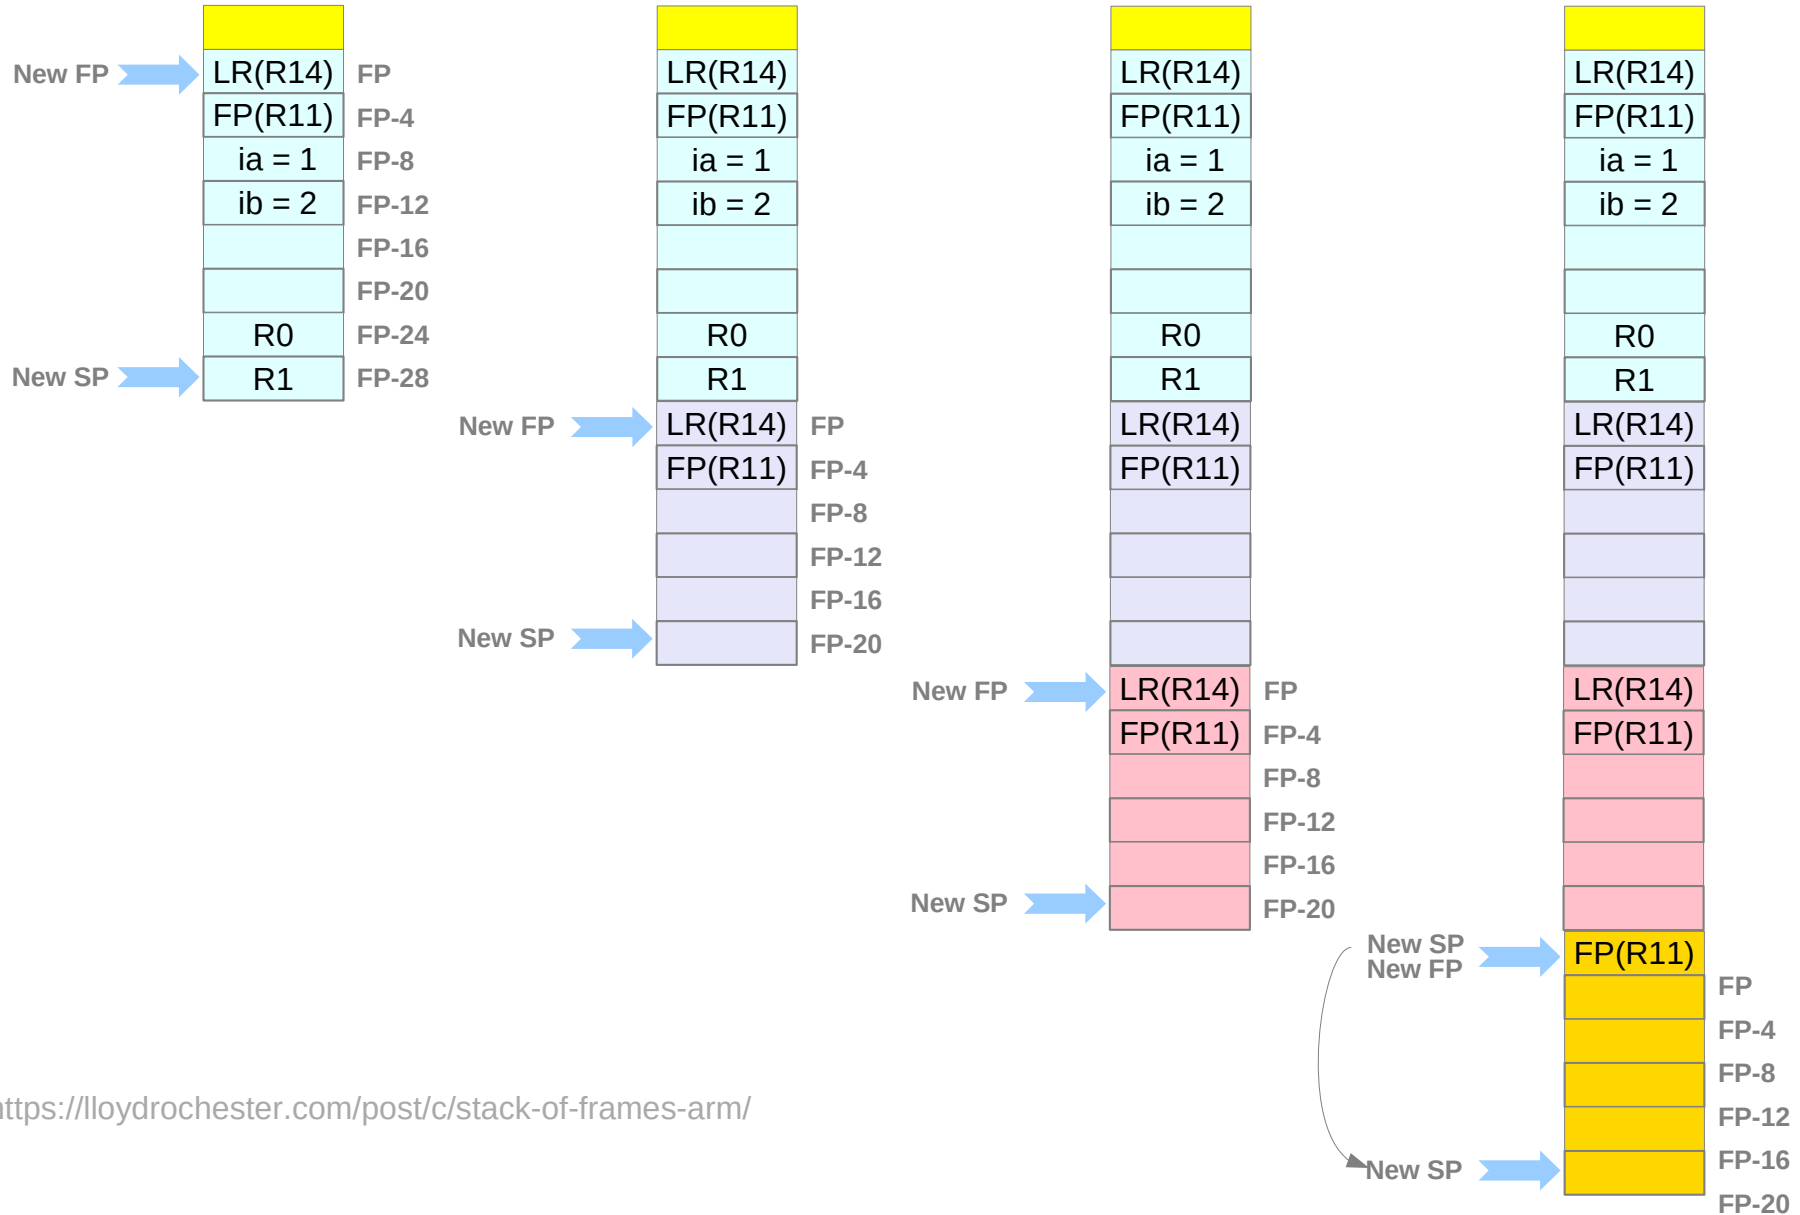 New FP LR(R14) FP LR(R14) LR(R14) LR(R14)
FP(R11) FP-4 FP(R11) FP(R11) FP(R11)
ia = 1 FP-8 ia = 1 ia = 1 ia = 1
ib = 2 FP-12 ib = 2 ib = 2 ib = 2
FP-16
FP-20
R0 FP-24 R0 R0 R0
New SP R1 FP-28 R1 R1 R1
New FP LR(R14) FP LR(R14) LR(R14)
FP(R11) FP-4 FP(R11) FP(R11)
FP-8
FP-12
FP-16
New SP FP-20
New FP LR(R14) FP LR(R14)
FP(R11) FP-4 FP(R11)
FP-8
FP-12
FP-16
New SP FP-20
New SP
New FP FP(R11)
FP
FP-4
FP-8
https://lloydrochester.com/post/c/stack-of-frames-arm/ FP-12
New SP FP-16
FP-20